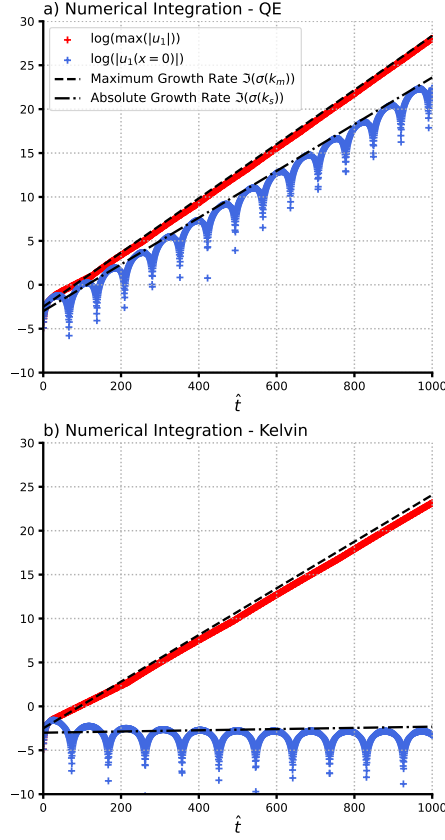 a) Numerical Integration - QE
30
25
20
15
10
5
0
−5
−10
log(max(|u₁|))
log(|u₁(x = 0)|)
Maximum Growth Rate ℑ(σ(kₘ))
Absolute Growth Rate ℑ(σ(kₛ))
0 200 400 600 800 1000
t̂
b) Numerical Integration - Kelvin
30
25
20
15
10
5
0
−5
−10
0 200 400 600 800 1000
t̂